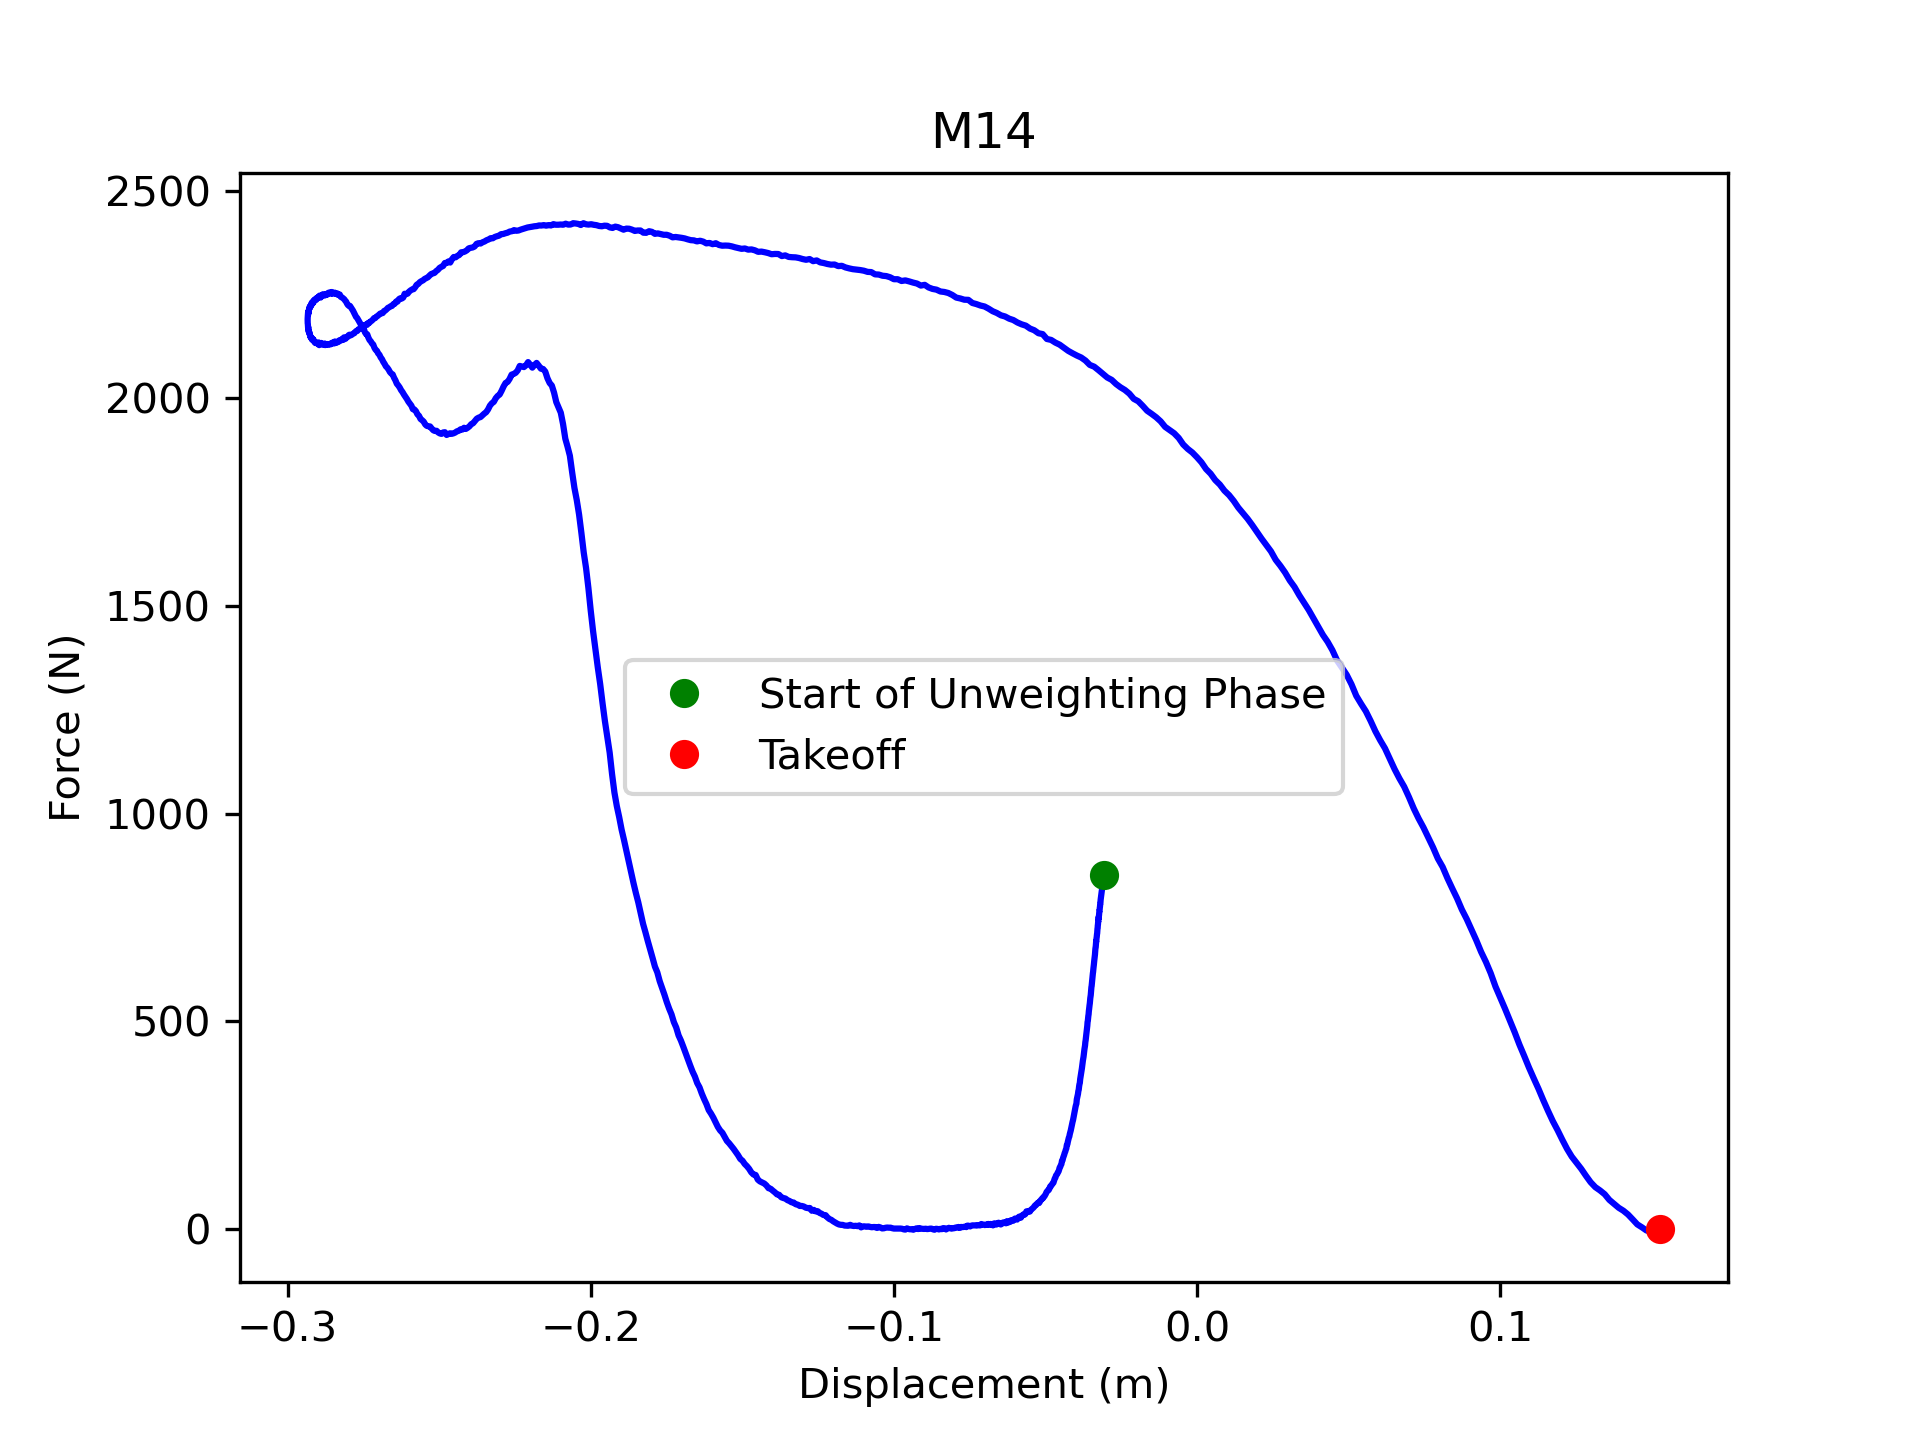 M14
2500
2000
1500
1000
500
0
Force (N)
Start of Unweighting Phase
Takeoff
−0.3 −0.2 −0.1 0.0 0.1
Displacement (m)